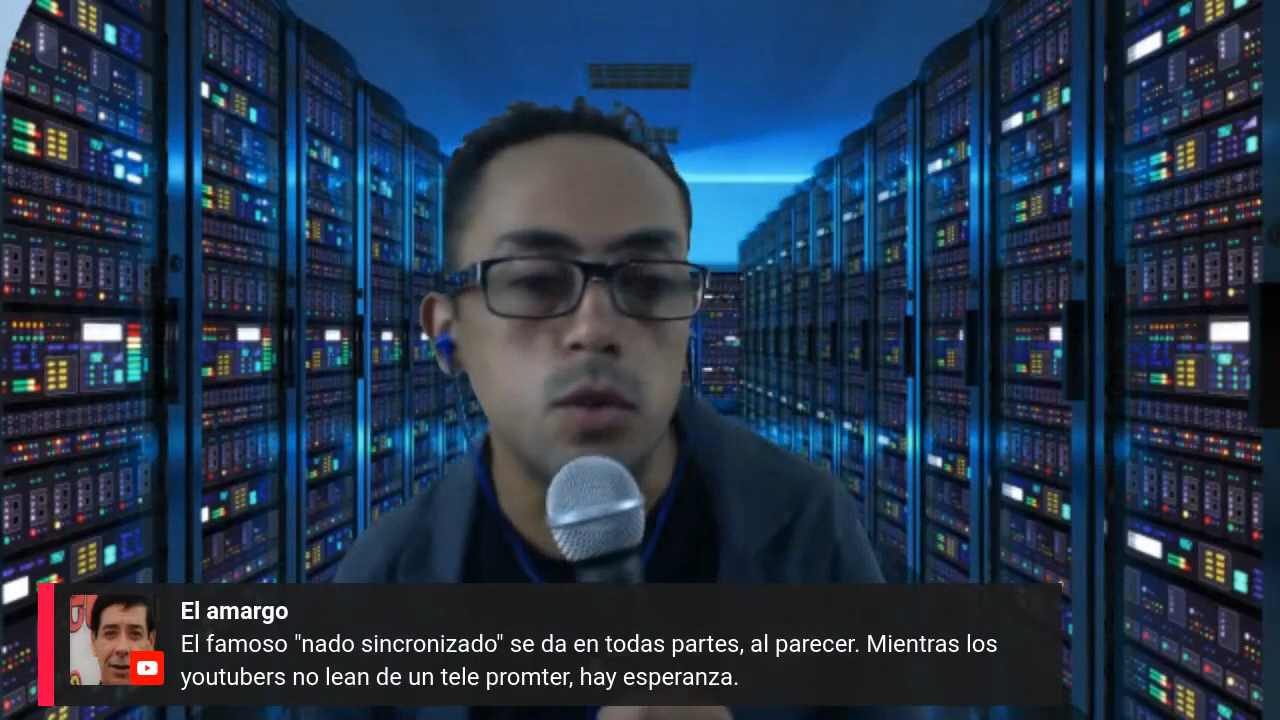 El amargo
El famoso "nado sincronizado" se da en todas partes, al parecer. Mientras los
youtubers no lean de un tele promter, hay esperanza.